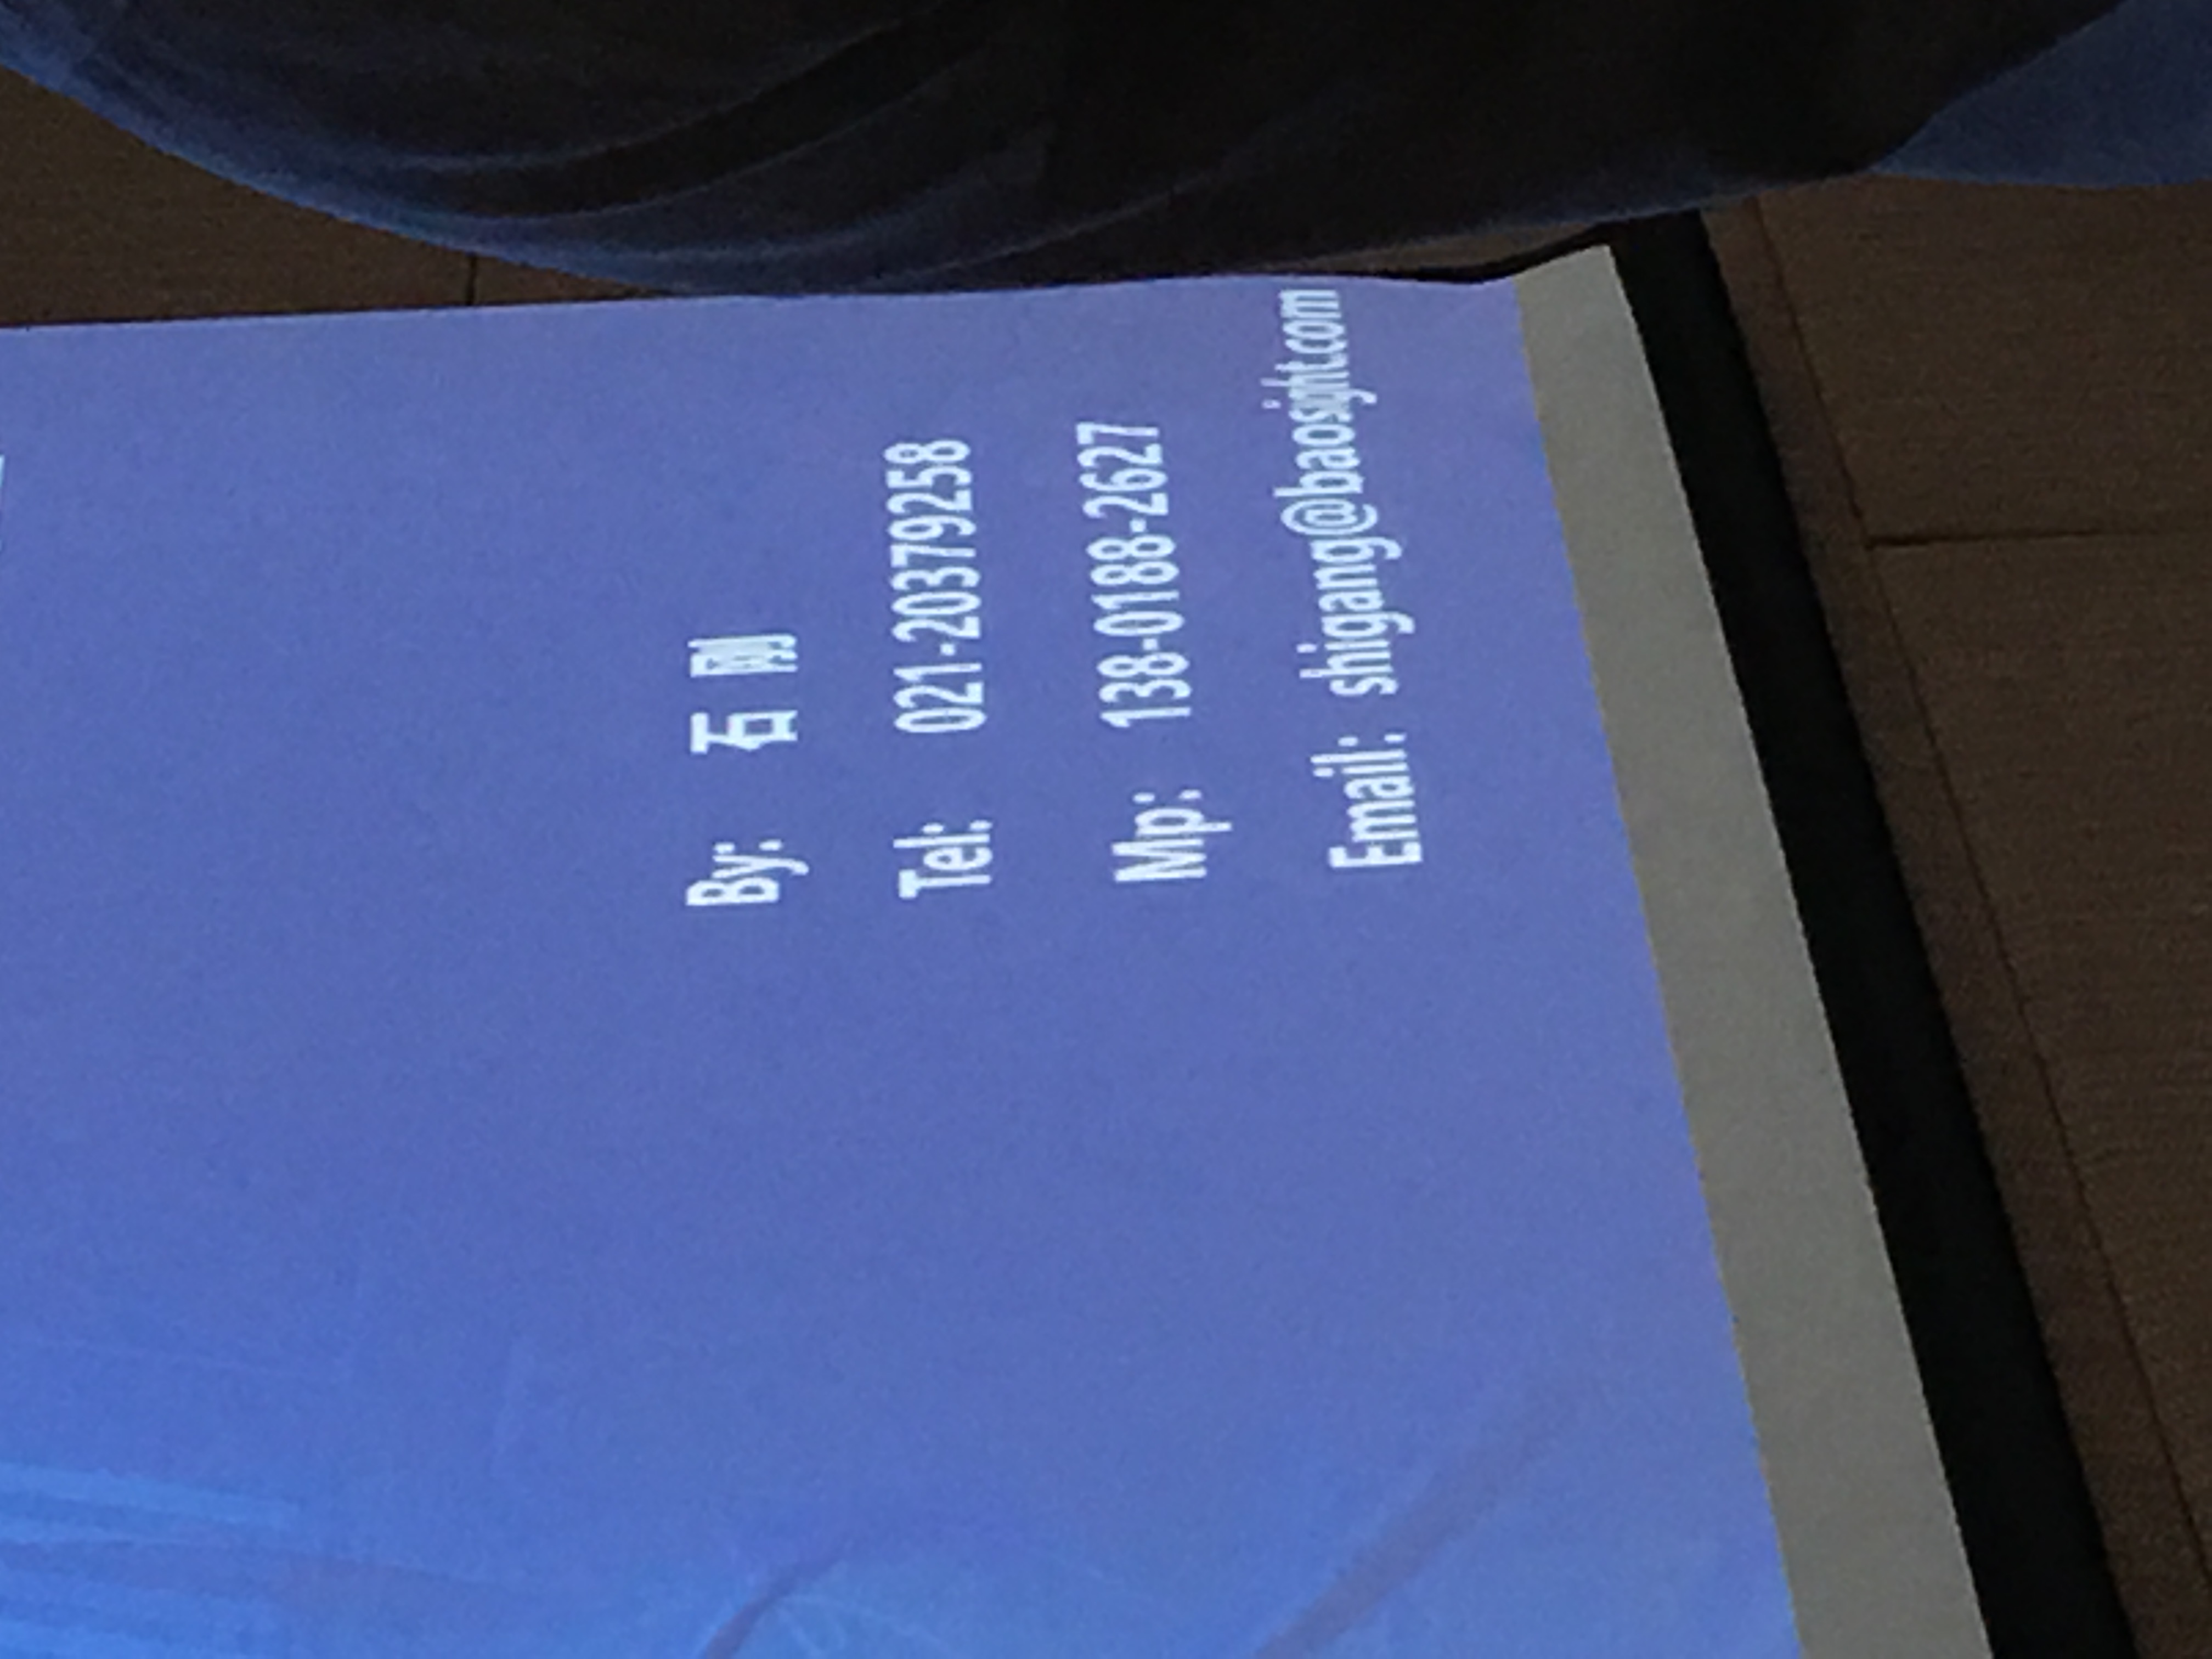 By: 石 刚
Tel: 021-20379258
Mp: 138-0188-2627
Email: shigang@baosight.com